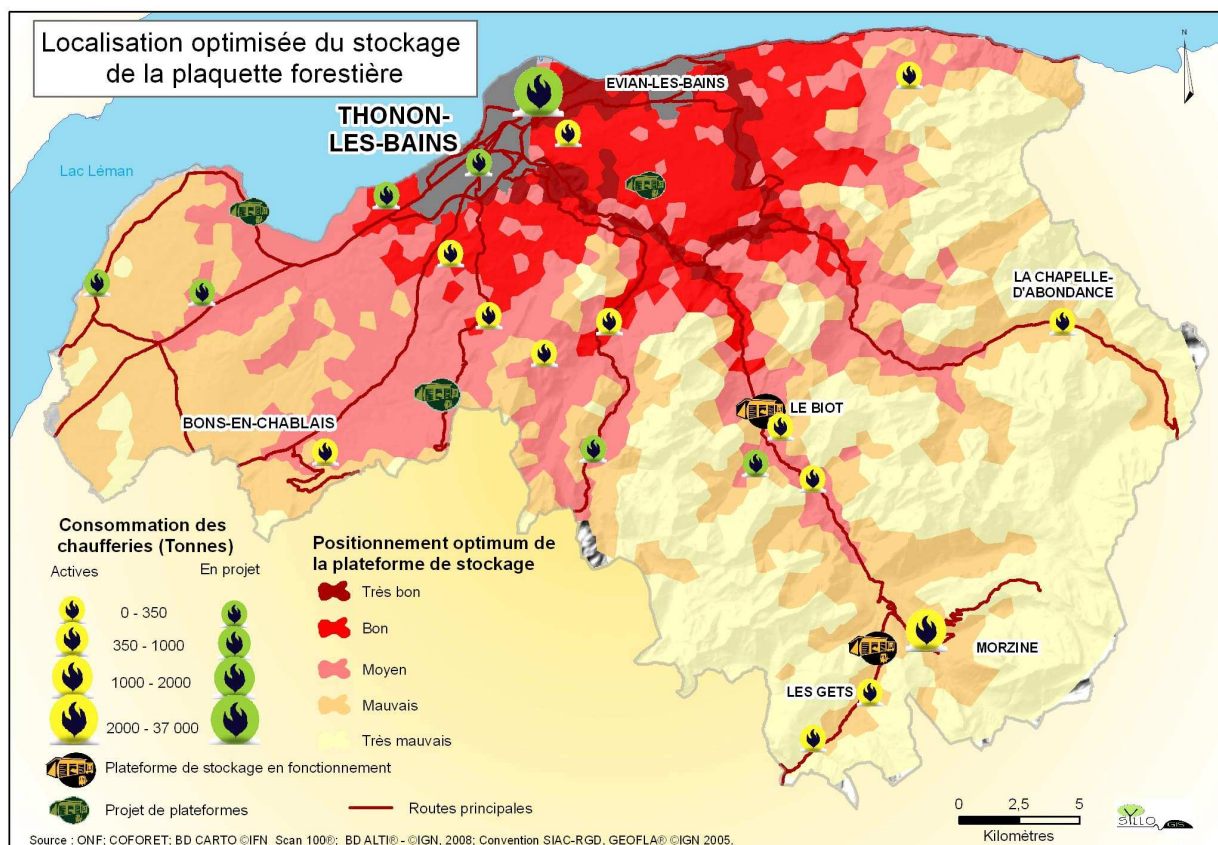 Localisation optimisée du stockage
de la plaquette forestière
N
EVIAN-LES-BAINS
THONON-
LES-BAINS
Lac Léman
LA CHAPELLE-
D'ABONDANCE
LE BIOT
BONS-EN-CHABLAIS
MORZINE
LES GETS
Consommation des
chaufferies (Tonnes)
Actives
En projet
0 - 350
350 - 1000
1000 - 2000
2000 - 37 000
Plateforme de stockage en fonctionnement
Projet de plateformes
Positionnement optimum de
la plateforme de stockage
Très bon
Bon
Moyen
Mauvais
Très mauvais
Routes principales
0 2,5 5
Kilomètres
SYLLO GIS
Source : ONF; COFORET; BD CARTO ©IFN Scan 100®; BD ALTI® - ©IGN, 2008; Convention SIAC-RGD, GEOFLA® ©IGN 2005.